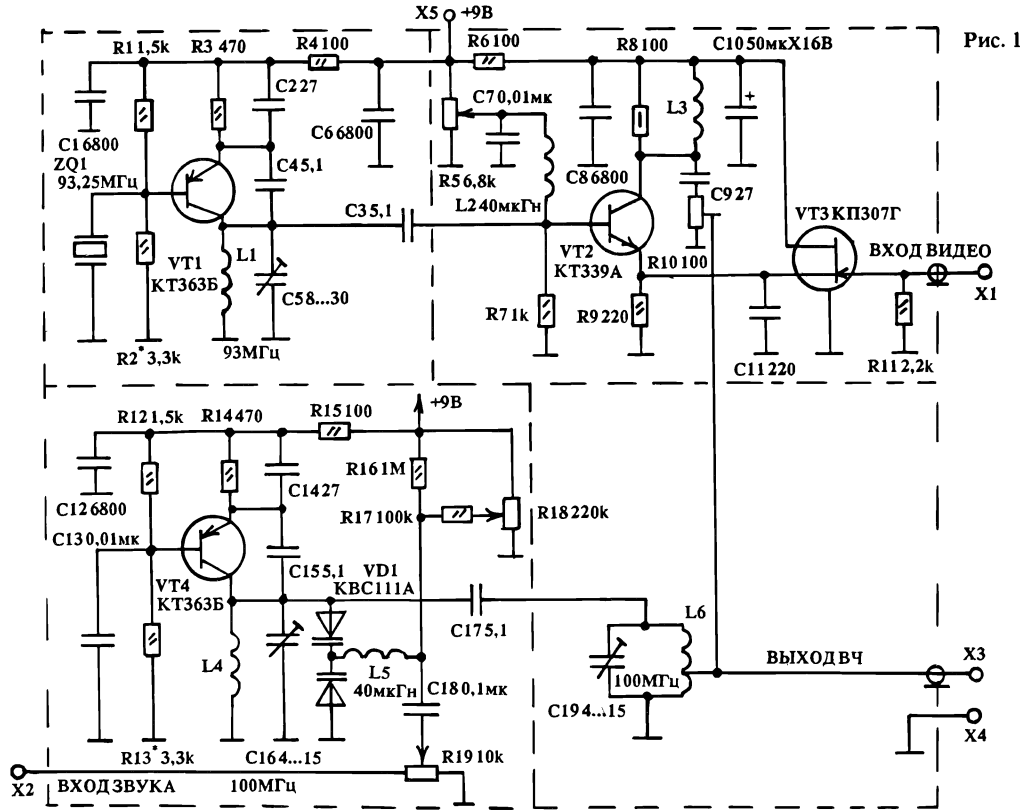 X5
+9В
Рис. 1
R1 1,5k
R3 470
R4 100
R6 100
R8 100
C10 50мкХ16В
C2 27
C7 0,01мк
L3
+
C1 6800
C6 6800
ZQ1
93,25МГц
C4 5,1
R5 6,8k
C8 6800
C9 27
L2 40мкГн
C3 5,1
VT3 КП307Г
VT1
КТ363Б
L1
VT2
КТ339А
R10 100
ВХОД ВИДЕО
X1
C5 8...30
R7 1k
R9 220
R2* 3,3k
93МГц
C11 220
R11 2,2k
+9В
R12 1,5k
R14 470
R15 100
R16 1М
C12 6800
C14 27
R17 100k
R18 220k
C13 0,01мк
VT4
КТ363Б
C15 5,1
VD1
КВС111А
C17 5,1
L6
L4
L5
40мкГн
100МГц
ВЫХОД ВЧ
X3
C18 0,1мк
C19 4...15
X4
R13* 3,3k
C16 4...15
R19 10k
X2
ВХОД ЗВУКА
100МГц